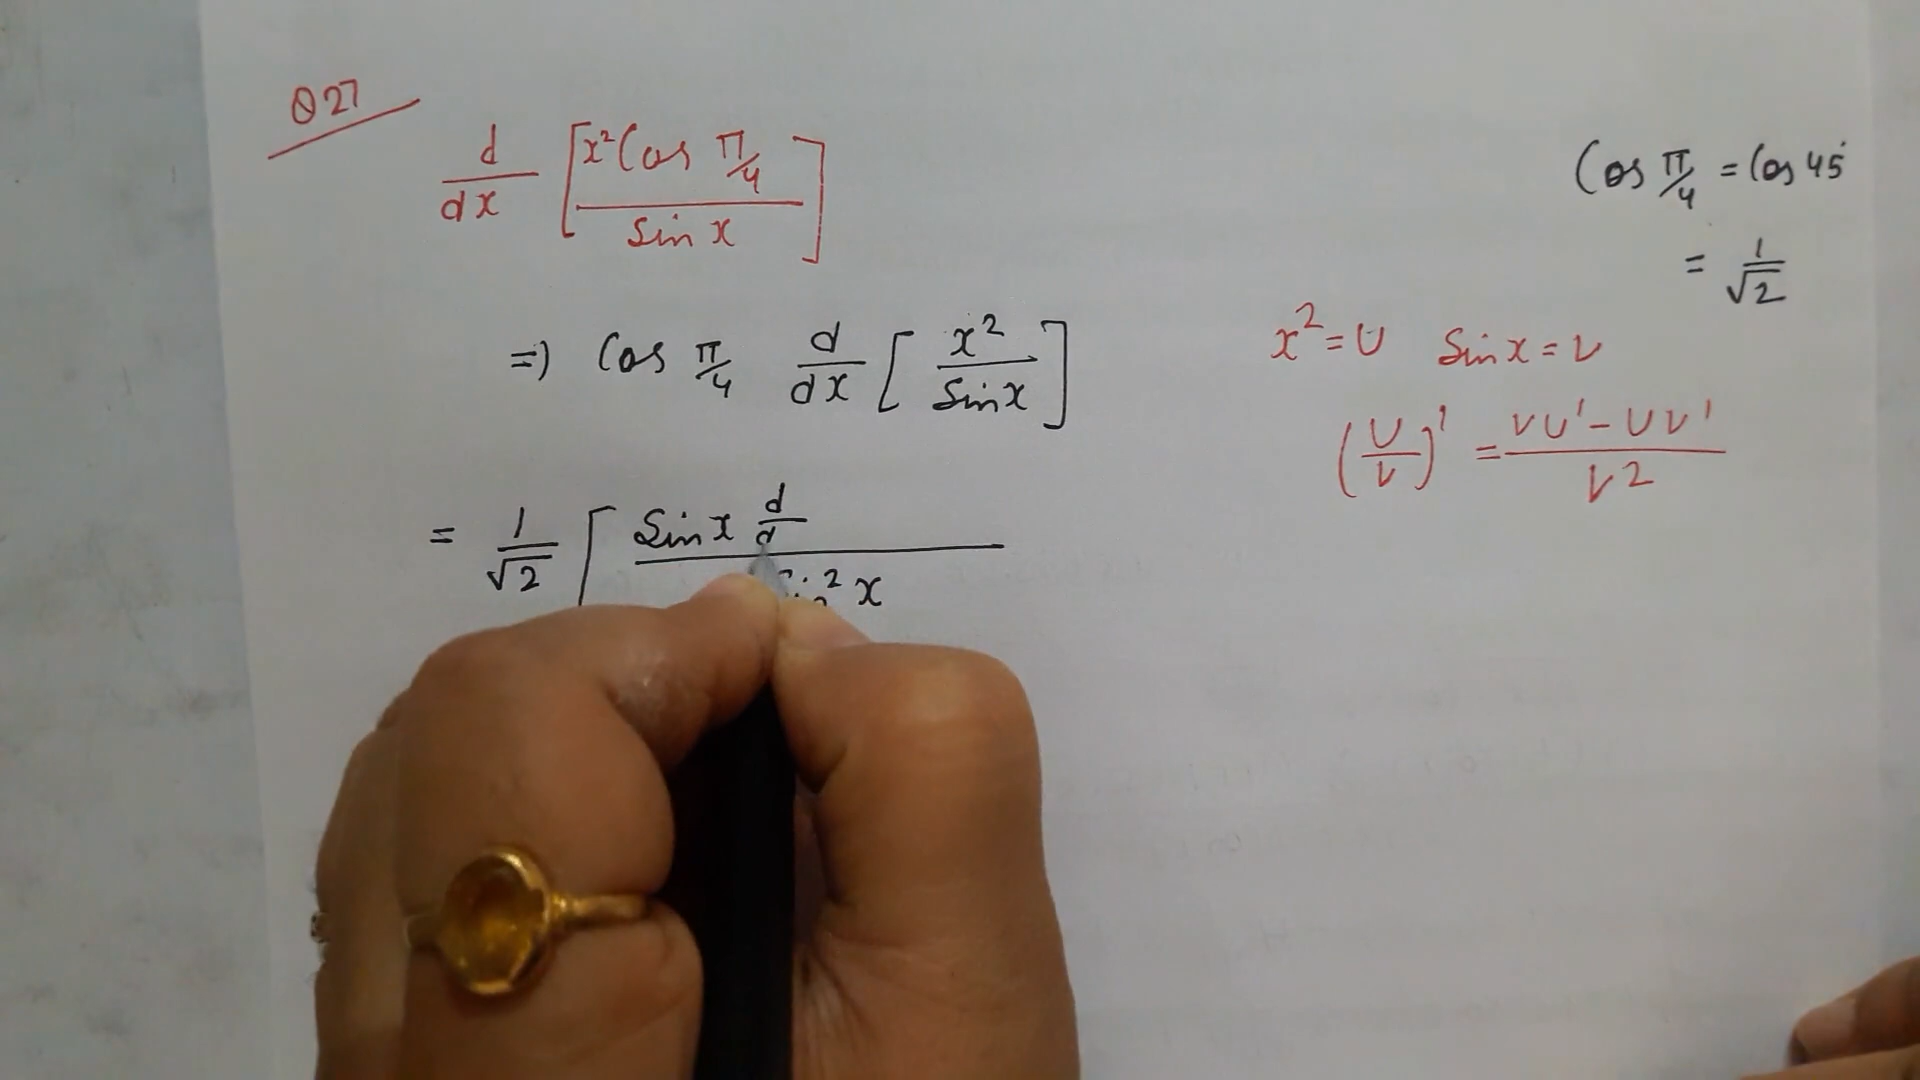 Q27
d/dx [x² Cos π/4 / Sin x]
Cos π/4 = Cos 45°
= 1/√2
=) Cos π/4 d/dx [x²/Sin x]
x² = U Sin x = V
(U/V)' = VU' - UV' / V²
= 1/√2 [Sin x d/d / Sin² x